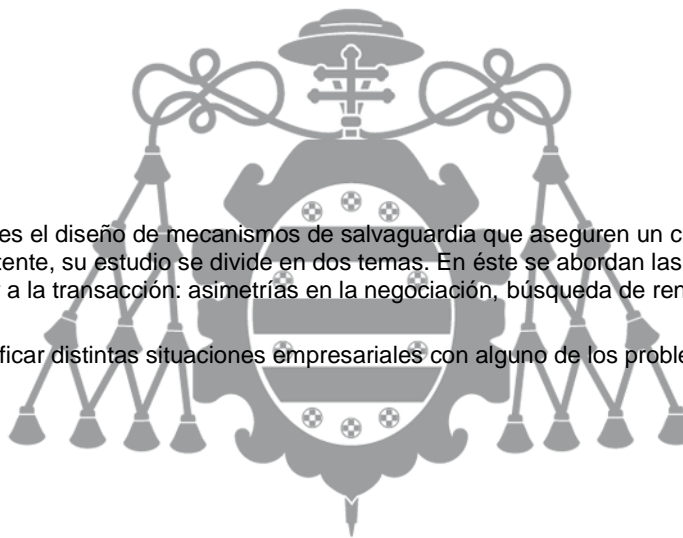 es el diseño de mecanismos de salvaguardia que aseguren un c
tente, su estudio se divide en dos temas. En éste se abordan las
a la transacción: asimetrías en la negociación, búsqueda de ren
ficar distintas situaciones empresariales con alguno de los proble